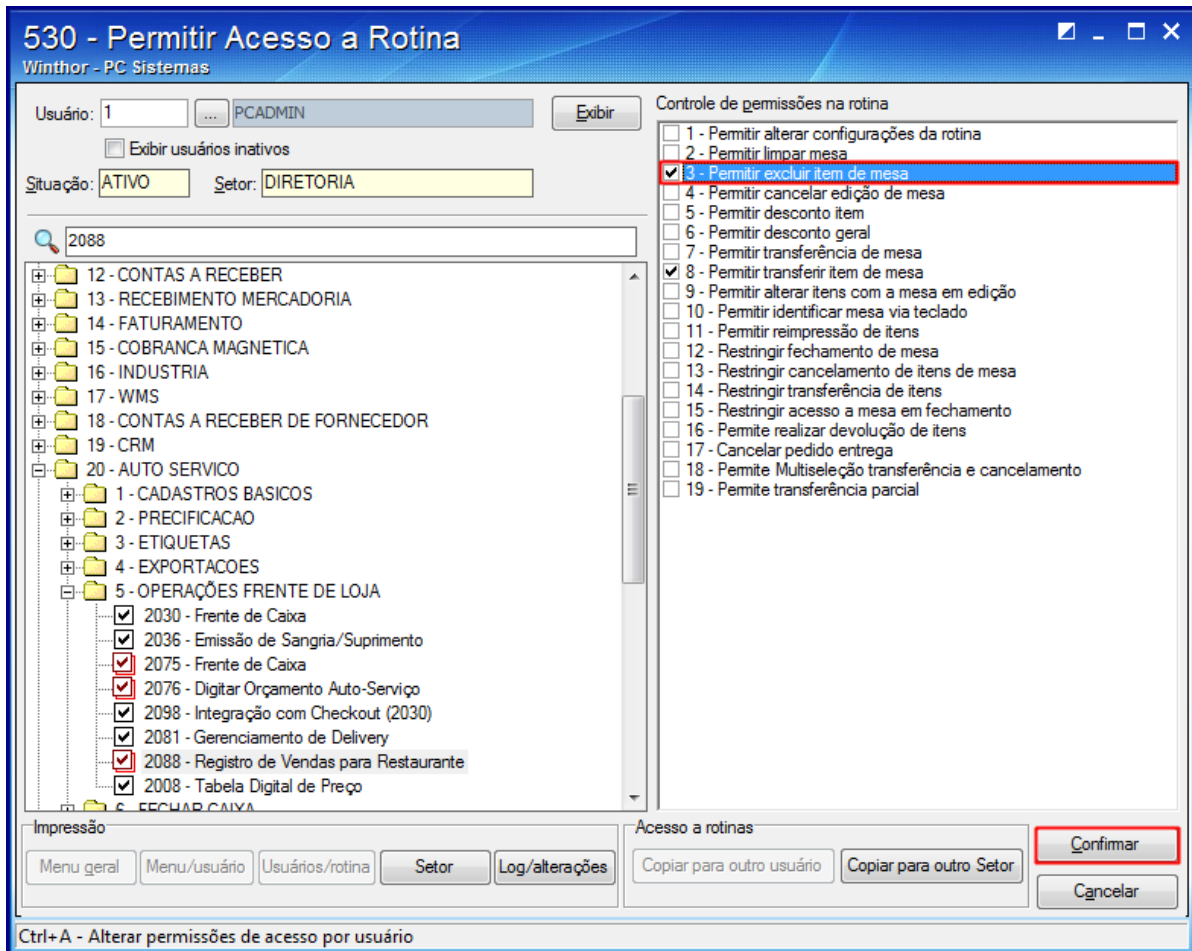 530 - Permitir Acesso a Rotina
Winthor - PC Sistemas
Usuário: 1 ... PCADMIN Exibir
Exibir usuários inativos
Situação: ATIVO Setor: DIRETORIA
2088
12 - CONTAS A RECEBER
13 - RECEBIMENTO MERCADORIA
14 - FATURAMENTO
15 - COBRANCA MAGNETICA
16 - INDUSTRIA
17 - WMS
18 - CONTAS A RECEBER DE FORNECEDOR
19 - CRM
20 - AUTO SERVICO
1 - CADASTROS BASICOS
2 - PRECIFICACAO
3 - ETIQUETAS
4 - EXPORTACOES
5 - OPERAÇÕES FRENTE DE LOJA
2030 - Frente de Caixa
2036 - Emissão de Sangria/Suprimento
2075 - Frente de Caixa
2076 - Digitar Orçamento Auto-Serviço
2098 - Integração com Checkout (2030)
2081 - Gerenciamento de Delivery
2088 - Registro de Vendas para Restaurante
2008 - Tabela Digital de Preço
6 - FECHAR CAIXA
Controle de permissões na rotina
1 - Permitir alterar configurações da rotina
2 - Permitir limpar mesa
3 - Permitir excluir item de mesa
4 - Permitir cancelar edição de mesa
5 - Permitir desconto item
6 - Permitir desconto geral
7 - Permitir transferência de mesa
8 - Permitir transferir item de mesa
9 - Permitir alterar itens com a mesa em edição
10 - Permitir identificar mesa via teclado
11 - Permitir reimpressão de itens
12 - Restringir fechamento de mesa
13 - Restringir cancelamento de itens de mesa
14 - Restringir transferência de itens
15 - Restringir acesso a mesa em fechamento
16 - Permite realizar devolução de itens
17 - Cancelar pedido entrega
18 - Permite Multiseleção transferência e cancelamento
19 - Permite transferência parcial
Impressão
Menu geral Menu/usuário Usuários/rotina Setor Log/alterações
Acesso a rotinas
Copiar para outro usuário Copiar para outro Setor
Confirmar
Cancelar
Ctrl+A - Alterar permissões de acesso por usuário